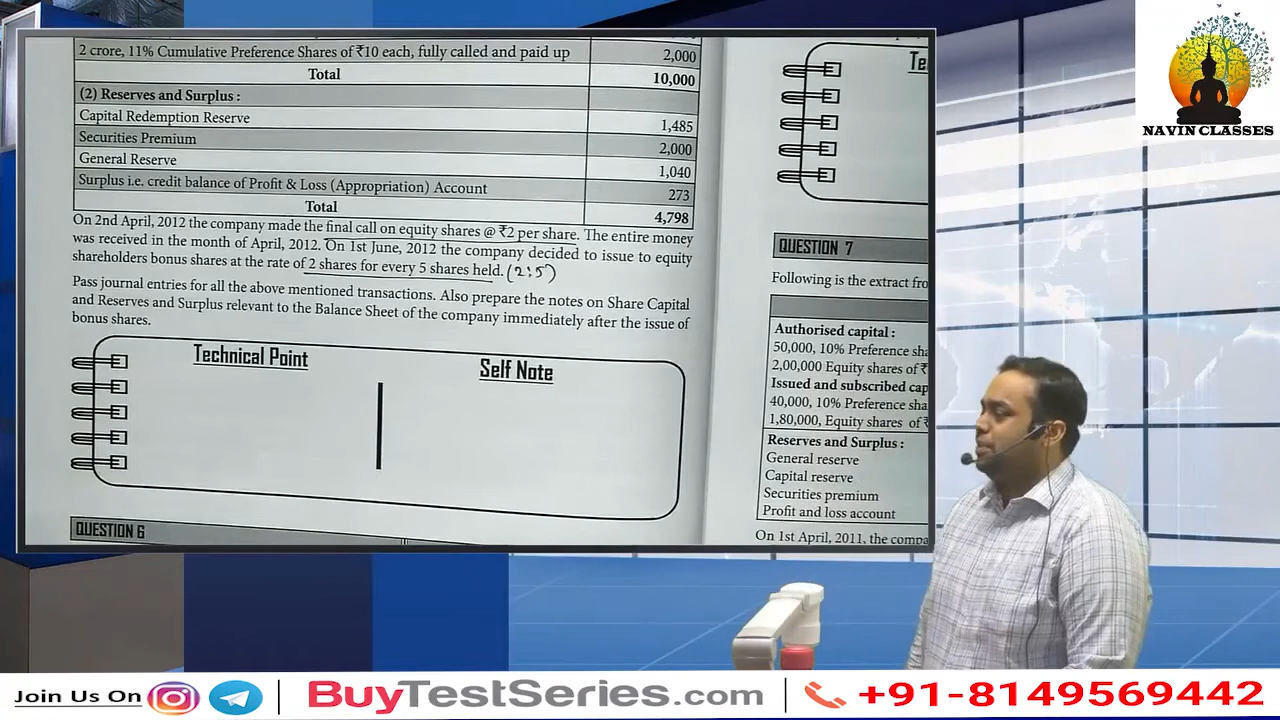 2 crore, 11% Cumulative Preference Shares of ₹10 each, fully called and paid up 2,000
Total 10,000
(2) Reserves and Surplus :
Capital Redemption Reserve 1,485
Securities Premium 2,000
General Reserve 1,040
Surplus i.e. credit balance of Profit & Loss (Appropriation) Account 273
Total 4,798
On 2nd April, 2012 the company made the final call on equity shares @ ₹2 per share. The entire money
was received in the month of April, 2012. On 1st June, 2012 the company decided to issue to equity
shareholders bonus shares at the rate of 2 shares for every 5 shares held. (2:5)
Pass journal entries for all the above mentioned transactions. Also prepare the notes on Share Capital
and Reserves and Surplus relevant to the Balance Sheet of the company immediately after the issue of
bonus shares.
Technical Point
Self Note
QUESTION 6
Te
QUESTION 7
Following is the extract fro
Authorised capital :
50,000, 10% Preference sha
2,00,000 Equity shares of ₹
Issued and subscribed cap
40,000, 10% Preference sha
1,80,000, Equity shares of ₹
Reserves and Surplus :
General reserve
Capital reserve
Securities premium
Profit and loss account
On 1st April, 2011, the compa
NAVIN CLASSES
Join Us On
BuyTestSeries.com
+91-8149569442